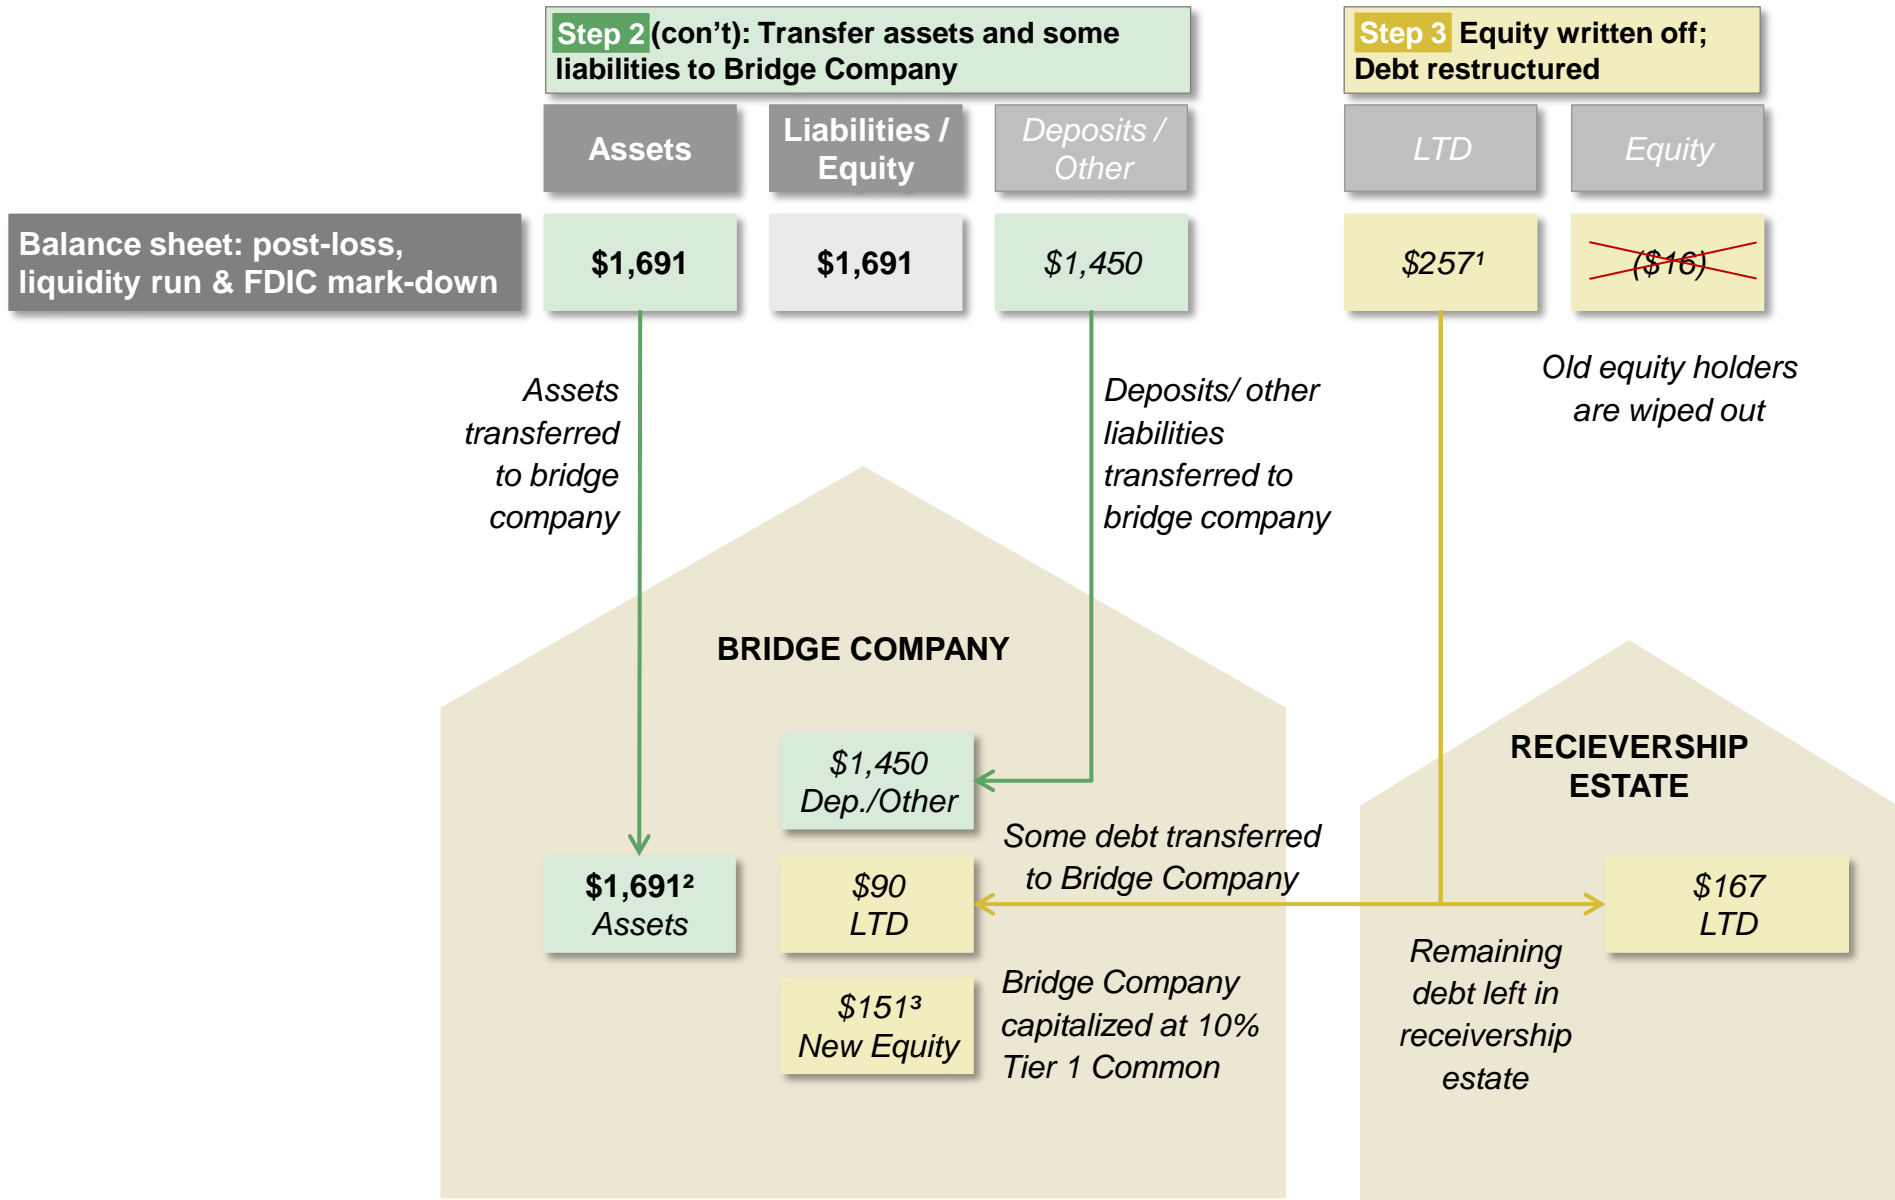 Step 2 (con’t): Transfer assets and some
liabilities to Bridge Company
Step 3 Equity written off;
Debt restructured
Assets
Liabilities /
Equity
Deposits /
Other
LTD
Equity
Balance sheet: post-loss,
liquidity run & FDIC mark-down
$1,691
$1,691
$1,450
$257¹
($16)
Assets
transferred
to bridge
company
Deposits/ other
liabilities
transferred to
bridge company
Old equity holders
are wiped out
BRIDGE COMPANY
$1,450
Dep./Other
$1,691²
Assets
$90
LTD
Some debt transferred
to Bridge Company
$151³
New Equity
Bridge Company
capitalized at 10%
Tier 1 Common
RECIEVERSHIP
ESTATE
$167
LTD
Remaining
debt left in
receivership
estate